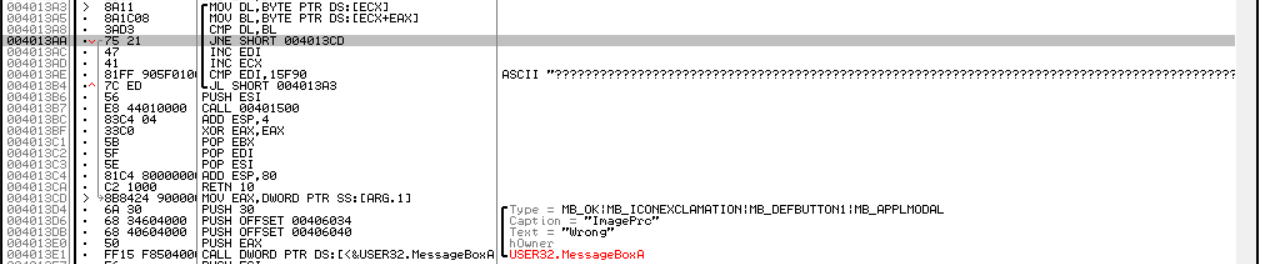 004013A3 > 8A11 MOV DL,BYTE PTR DS:[ECX]
004013A5 . 8A1C08 MOV BL,BYTE PTR DS:[ECX+EAX]
004013A8 . 3AD3 CMP DL,BL
004013AA .v 75 21 JNE SHORT 004013CD
004013AC . 47 INC EDI
004013AD . 41 INC ECX
004013AE . 81FF 905F010 CMP EDI,15F90 ASCII "????????????????????????????????????????????????????????????????????????????????????????????????????
004013B4 .^ 7C ED JL SHORT 004013A3
004013B6 . 56 PUSH ESI
004013B7 . E8 44010000 CALL 00401500
004013BC . 83C4 04 ADD ESP,4
004013BF . 33C0 XOR EAX,EAX
004013C1 . 5B POP EBX
004013C2 . 5F POP EDI
004013C3 . 5E POP ESI
004013C4 . 81C4 8000000 ADD ESP,80
004013CA . C2 1000 RETN 10
004013CD > 8B8424 90000 MOV EAX,DWORD PTR SS:[ARG.1]
004013D4 . 6A 30 PUSH 30 Type = MB_OK|MB_ICONEXCLAMATION|MB_DEFBUTTON1|MB_APPLMODAL
004013D6 . 68 34604000 PUSH OFFSET 00406034 Caption = "ImagePrc"
004013DB . 68 40604000 PUSH OFFSET 00406040 Text = "Wrong"
004013E0 . 50 PUSH EAX hOwner
004013E1 . FF15 F850400 CALL DWORD PTR DS:[<&USER32.MessageBoxA USER32.MessageBoxA